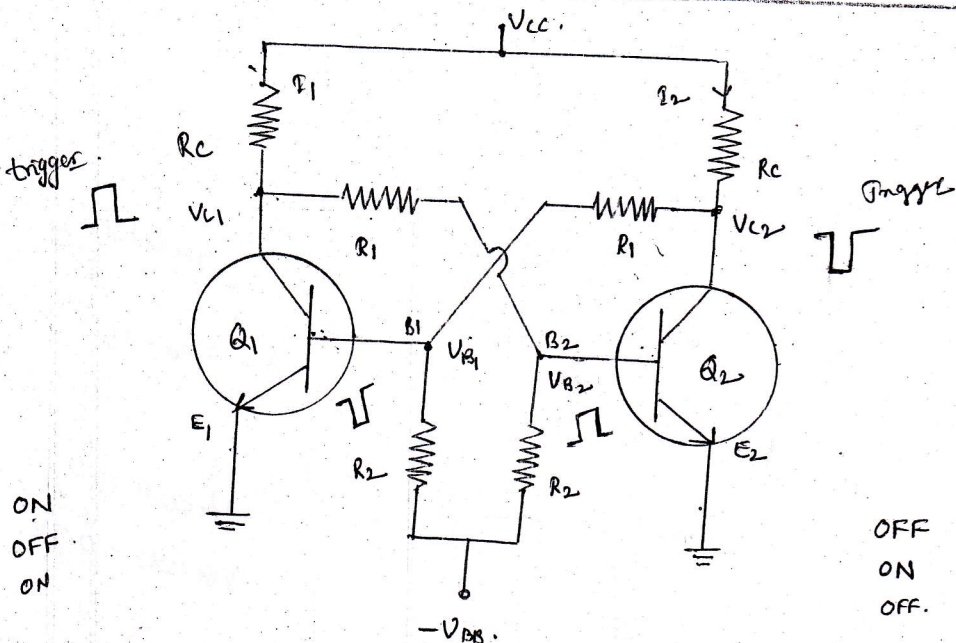 VCC.
I1
I2
RC
RC
trigger.
Trigger
VC1
VC2
R1
R1
B1
B2
VB1
VB2
Q1
Q2
E1
E2
R2
R2
ON
OFF.
ON
OFF
ON
OFF.
-VBB.